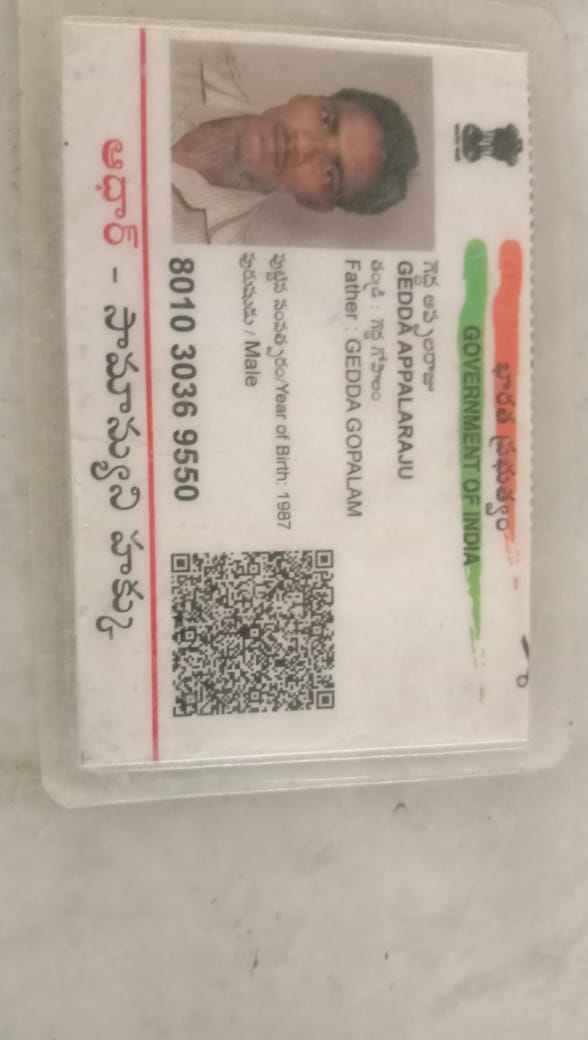 భారత ప్రభుత్వం
GOVERNMENT OF INDIA
గెడ్డ అప్పలరాజు
GEDDA APPALARAJU
తండ్రి : గెడ్డ గోపాలం
Father : GEDDA GOPALAM
పుట్టిన సంవత్సరం/Year of Birth: 1987
పురుషుడు / Male
8010 3036 9550
ఆధార్ - సామాన్యుని హక్కు